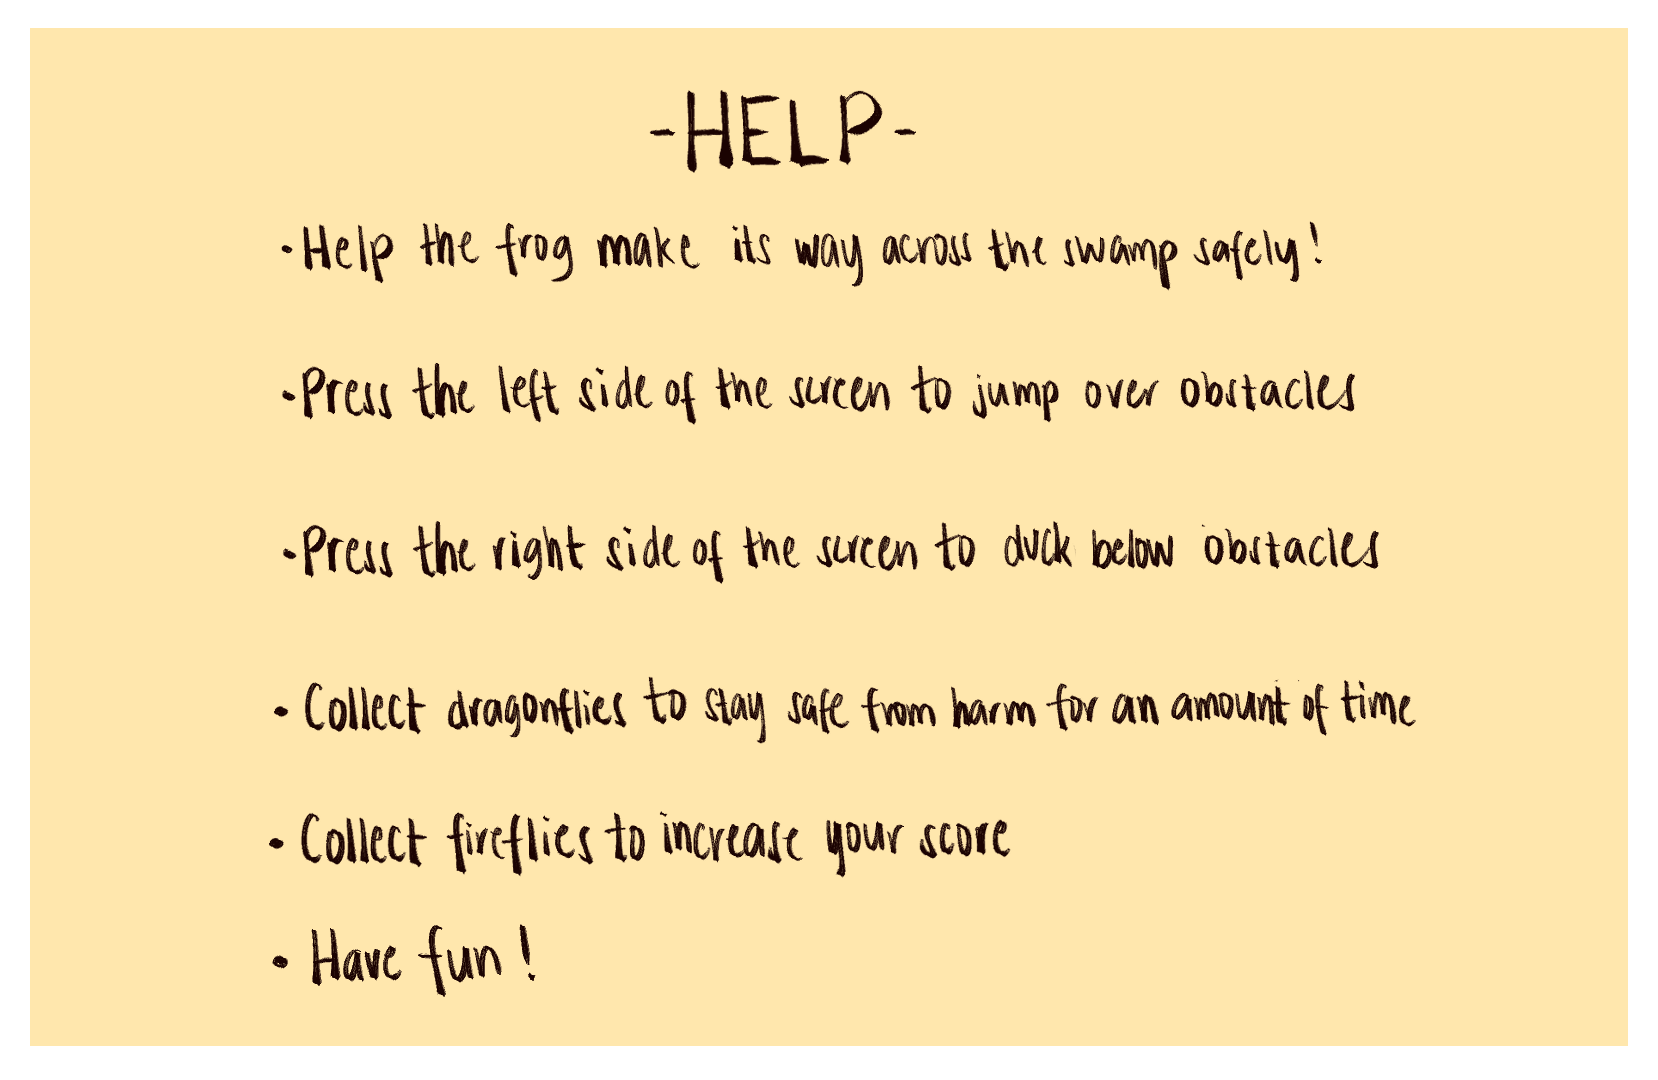 -HELP-
• Help the frog make its way across the swamp safely!
• Press the left side of the screen to jump over obstacles
• Press the right side of the screen to duck below obstacles
• Collect dragonflies to stay safe from harm for an amount of time
• Collect fireflies to increase your score
• Have fun!